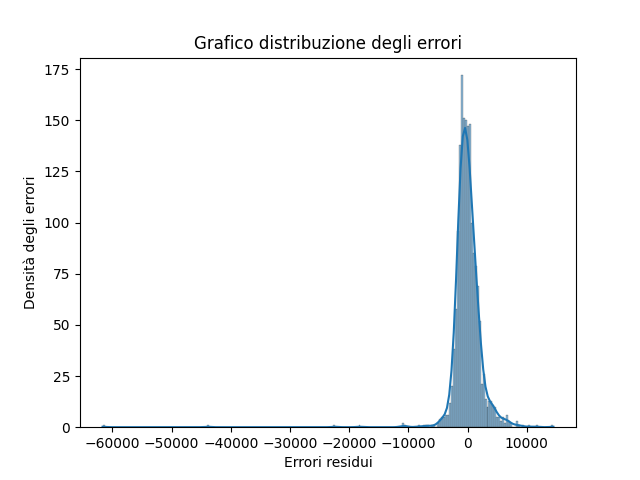 Grafico distribuzione degli errori
175
150
125
100
75
50
25
0
Densità degli errori
−60000 −50000 −40000 −30000 −20000 −10000 0 10000
Errori residui